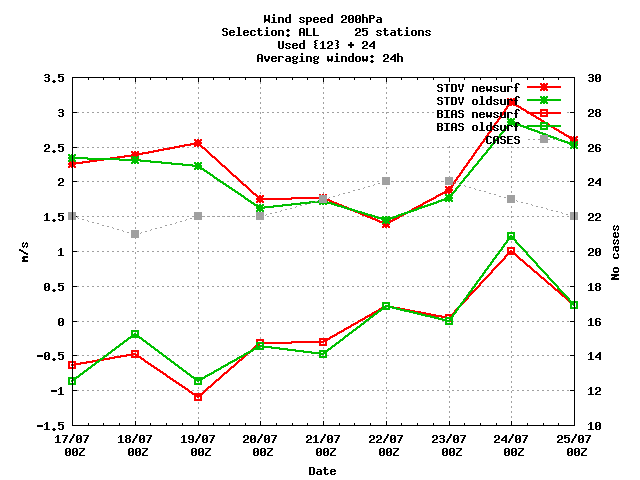 Wind speed 200hPa
Selection: ALL     25 stations
Used {12} + 24
Averaging window: 24h
3.5
3
2.5
2
1.5
1
0.5
0
-0.5
-1
-1.5
m/s
30
28
26
24
22
20
18
16
14
12
10
No cases
STDV newsurf
STDV oldsurf
BIAS newsurf
BIAS oldsurf
CASES
17/07 18/07 19/07 20/07 21/07 22/07 23/07 24/07 25/07
00Z 00Z 00Z 00Z 00Z 00Z 00Z 00Z 00Z
Date